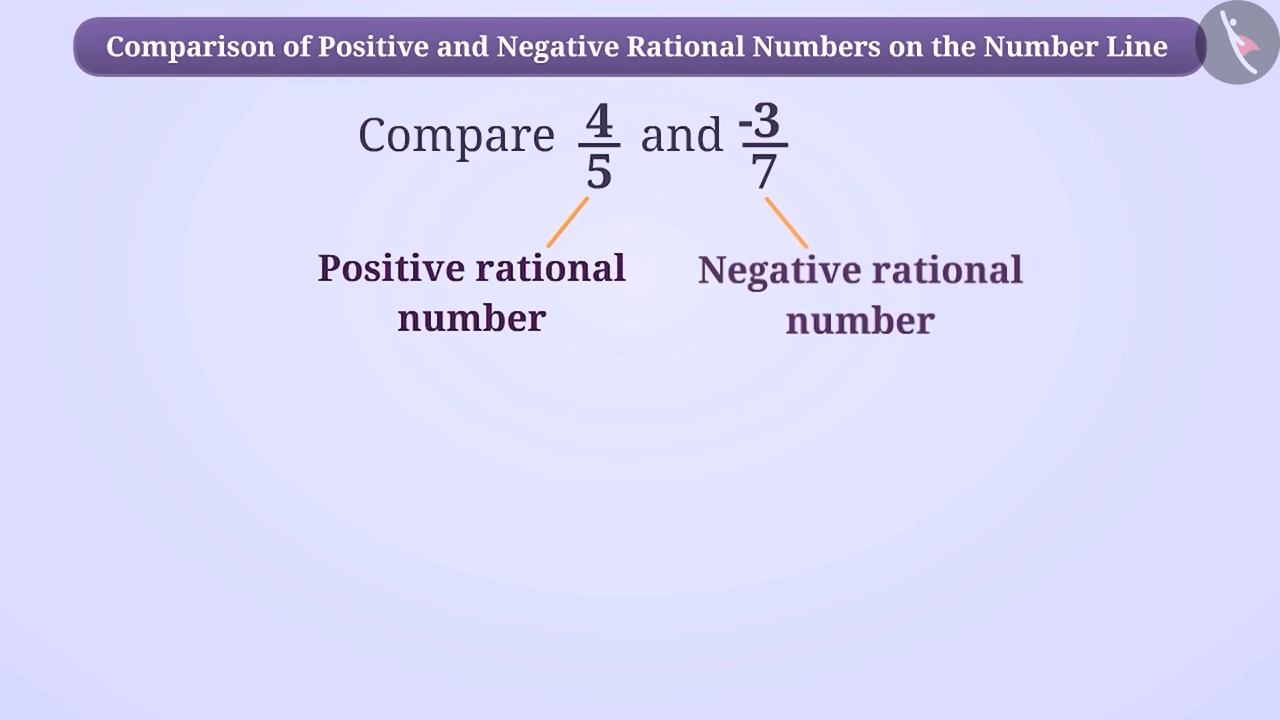 Comparison of Positive and Negative Rational Numbers on the Number Line
Compare 4/5 and -3/7
Positive rational Negative rational
number number